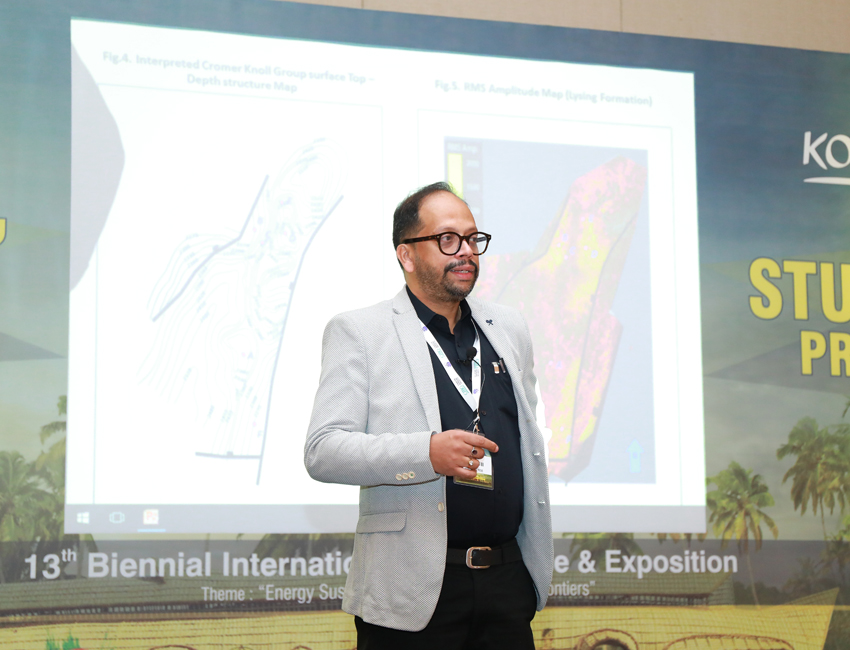 Fig.4. Interpreted Cromer Knoll Group surface Top –
Depth structure Map
Fig.5. RMS Amplitude Map (Lysing Formation)
KO
STU
PR
13th Biennial Internatio e & Exposition
Theme : "Energy Sus ontiers"